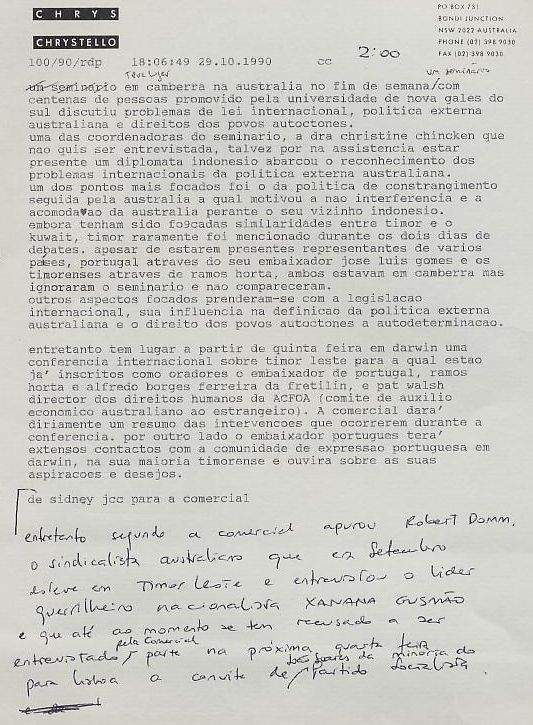 CHRYS
CHRYSTELLO
PO BOX 731
BONDI JUNCTION
NSW 2022 AUSTRALIA
PHONE (02) 398 9030
FAX (02) 398 9030
100/90/rdp 18:06:49 29.10.1990 cc 2:00
teve lugar um seminário
um seminario em camberra na australia no fim de semana/com
centenas de pessoas promovido pela universidade de nova gales do
sul discutiu problemas de lei internacional, politica externa
australiana e direitos dos povos autoctones.
uma das coordenadoras do seminario, a dra christine chincken que
nao quis ser entrevistada, talvez por na assistencia estar
presente um diplomata indonesio abarcou o reconhecimento dos
problemas internacionais da politica externa australiana.
um dos pontos mais focados foi o da politica de constrangimento
seguida pela australia a qual motivou a nao interferencia e a
acomoda♥ao da australia perante o seu vizinho indonesio.
embora tenham sido fo9cadas similaridades entre timor e o
kuwait, timor raramente foi mencionado durante os dois dias de
debates. apesar de estarem presentes representantes de varios
países, portugal atraves do seu embaixador jose luis gomes e os
timorenses atraves de ramos horta, ambos estavam em camberra mas
ignoraram o seminario e nao compareceram.
outros aspectos focados prenderam-se com a legislacao
internacional, sua influencia na definicao da politica externa
australiana e o direito dos povos autoctones a autodeterminacao.
entretanto tem lugar a partir de quinta feira em darwin uma
conferencia internacional sobre timor leste para a qual estao
ja' inscritos como oradores o embaixador de portugal, ramos
horta e alfredo borges ferreira da fretilin, e pat walsh
director dos direitos humanos da ACFOA (comite de auxilio
economico australiano ao estrangeiro). A comercial dara'
diriamente um resumo das intervencoes que ocorrerem durante a
conferencia. por outro lado o embaixador portugues tera'
extensos contactos com a comunidade de expressao portuguesa em
darwin, na sua maioria timorense e ouvira sobre as suas
aspiracoes e desejos.
de sidney jcc para a comercial
entretanto segundo a comercial apurou Robert Domm,
o sindicalista australiano que em Setembro
esteve em Timor Leste e entrevistou o lider
guerrilheiro nacionalista XANANA GUSMÃO
e que até ao momento se tem recusado a ser
entrevistado pela Comercial, parte na próxima quarta feira
para lisboa a convite de João Soares da minoria do Partido Socialista.